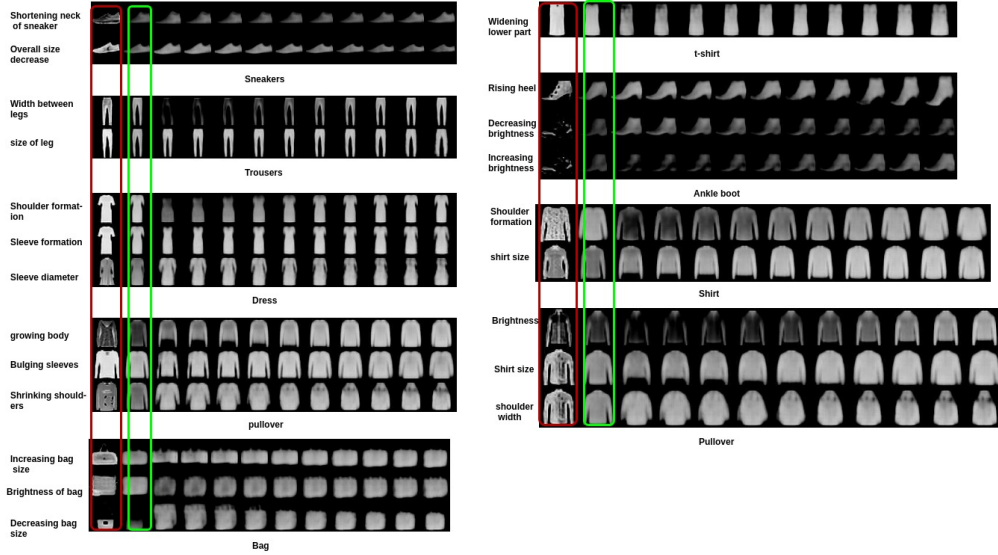 Shortening neck
of sneaker
Overall size
decrease
Sneakers
Width between
legs
size of leg
Trousers
Shoulder format-
ion
Sleeve formation
Sleeve diameter
Dress
growing body
Bulging sleeves
Shrinking should-
ers
pullover
Increasing bag
size
Brightness of bag
Decreasing bag
size
Bag
Widening
lower part
t-shirt
Rising heel
Decreasing
brightness
Increasing
brightness
Ankle boot
Shoulder
formation
shirt size
Shirt
Brightness
Shirt size
shoulder
width
Pullover